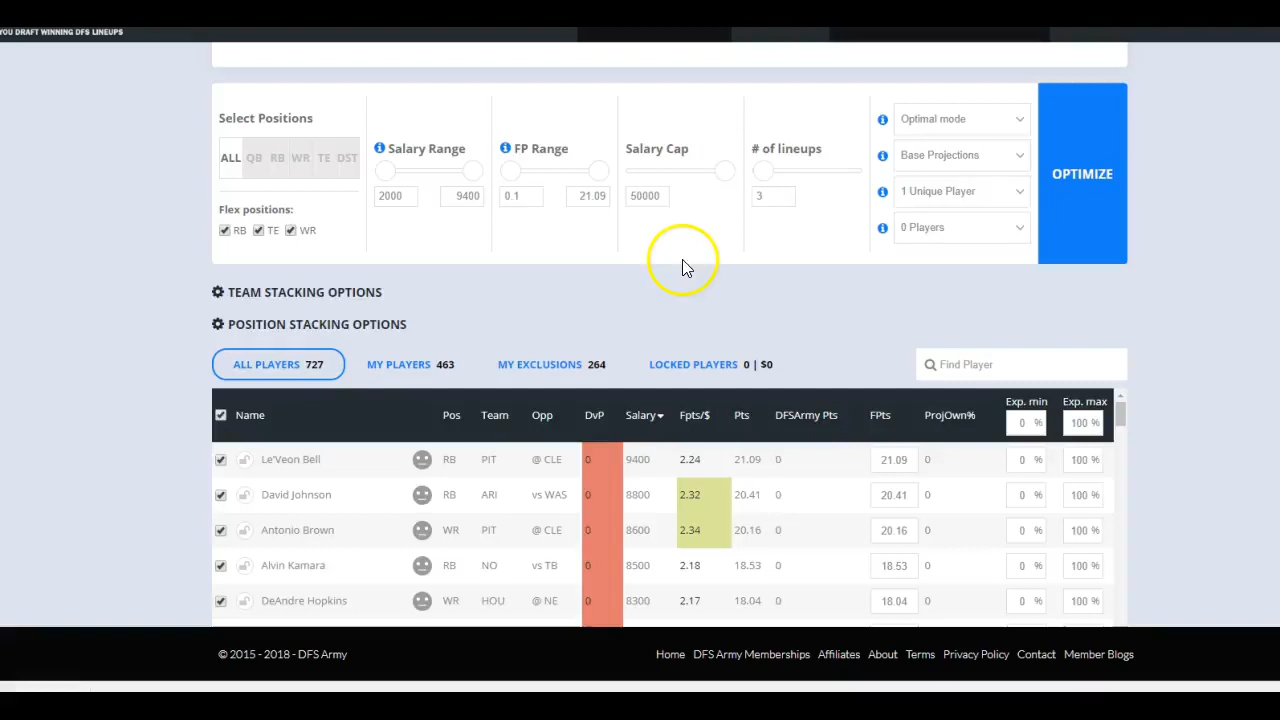 YOU DRAFT WINNING DFS LINEUPS
Select Positions
ALL QB RB WR TE DST
Flex positions:
RB TE WR
Salary Range
2000 9400
FP Range
0.1 21.09
Salary Cap
50000
# of lineups
3
Optimal mode
Base Projections
1 Unique Player
0 Players
OPTIMIZE
TEAM STACKING OPTIONS
POSITION STACKING OPTIONS
ALL PLAYERS 727 MY PLAYERS 463 MY EXCLUSIONS 264 LOCKED PLAYERS 0 | $0 Find Player
Name Pos Team Opp DvP Salary Fpts/$ Pts DFSArmy Pts FPts ProjOwn% Exp. min Exp. max
0 % 100 %
Le'Veon Bell RB PIT @ CLE 0 9400 2.24 21.09 0 21.09 0 0 % 100 %
David Johnson RB ARI vs WAS 0 8800 2.32 20.41 0 20.41 0 0 % 100 %
Antonio Brown WR PIT @ CLE 0 8600 2.34 20.16 0 20.16 0 0 % 100 %
Alvin Kamara RB NO vs TB 0 8500 2.18 18.53 0 18.53 0 0 % 100 %
DeAndre Hopkins WR HOU @ NE 0 8300 2.17 18.04 0 18.04 0 0 % 100 %
© 2015 - 2018 - DFS Army Home DFS Army Memberships Affiliates About Terms Privacy Policy Contact Member Blogs